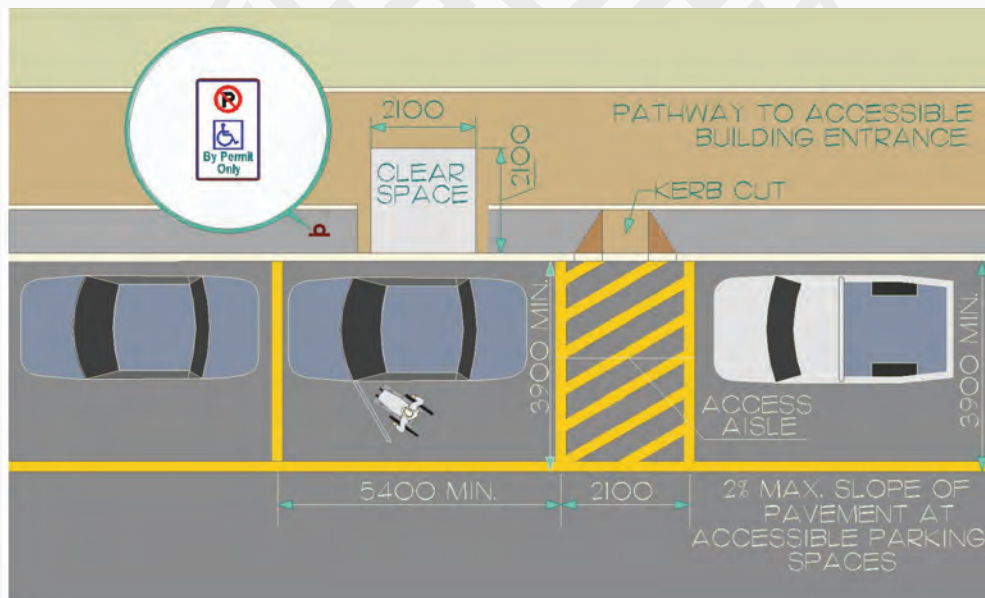 P
By Permit
Only
2100
2100
CLEAR
SPACE
PATHWAY TO ACCESSIBLE
BUILDING ENTRANCE
KERB CUT
3900 MIN.
ACCESS
AISLE
3900 MIN.
5400 MIN.
2100
2% MAX. SLOPE OF
PAVEMENT AT
ACCESSIBLE PARKING
SPACES